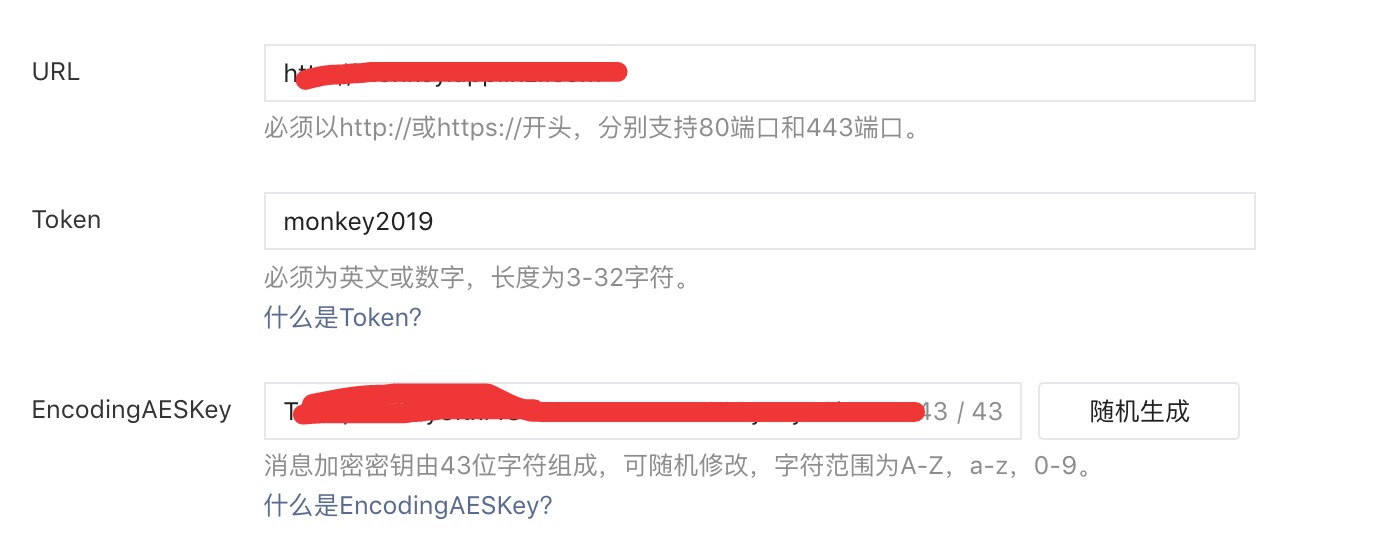 URL
必须以http://或https://开头，分别支持80端口和443端口。
Token
monkey2019
必须为英文或数字，长度为3-32字符。
什么是Token?
EncodingAESKey
43 / 43
随机生成
消息加密密钥由43位字符组成，可随机修改，字符范围为A-Z，a-z，0-9。
什么是EncodingAESKey?